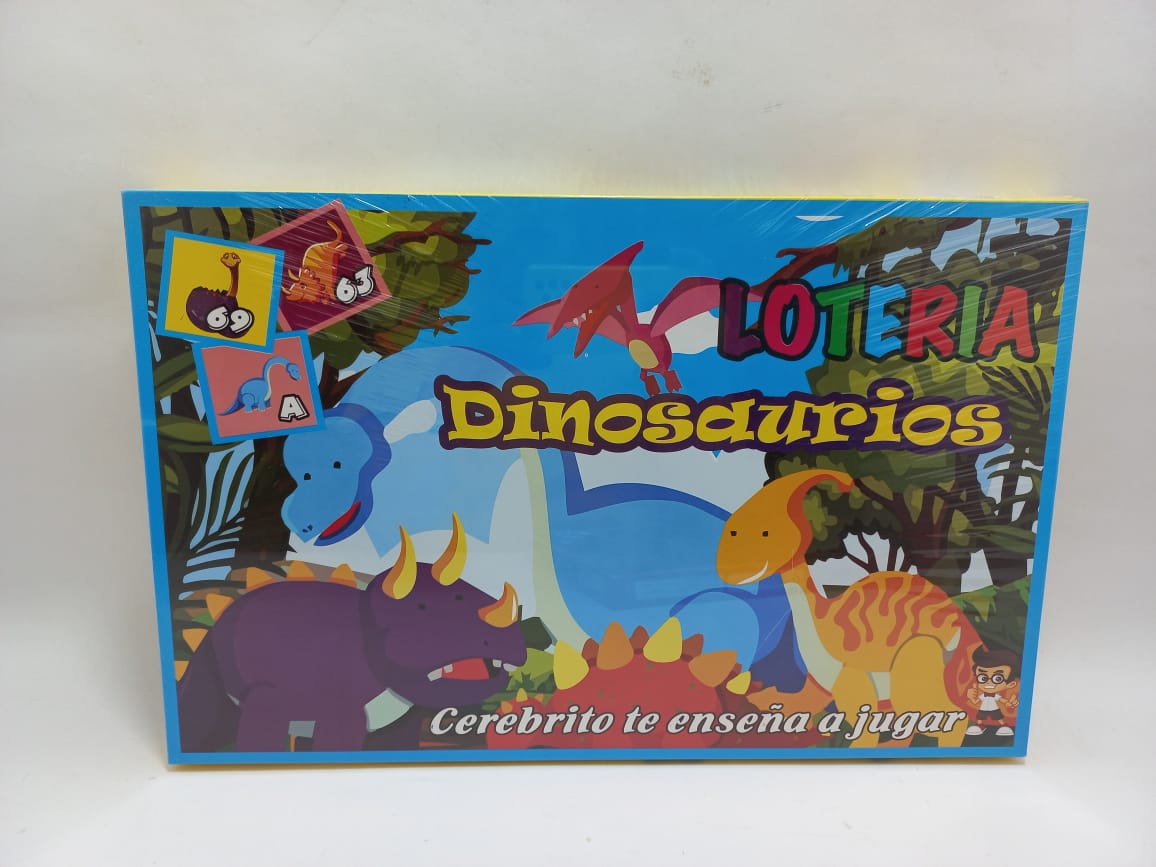 69
63
A
LOTERIA
Dinosaurios
Cerebrito te enseña a jugar